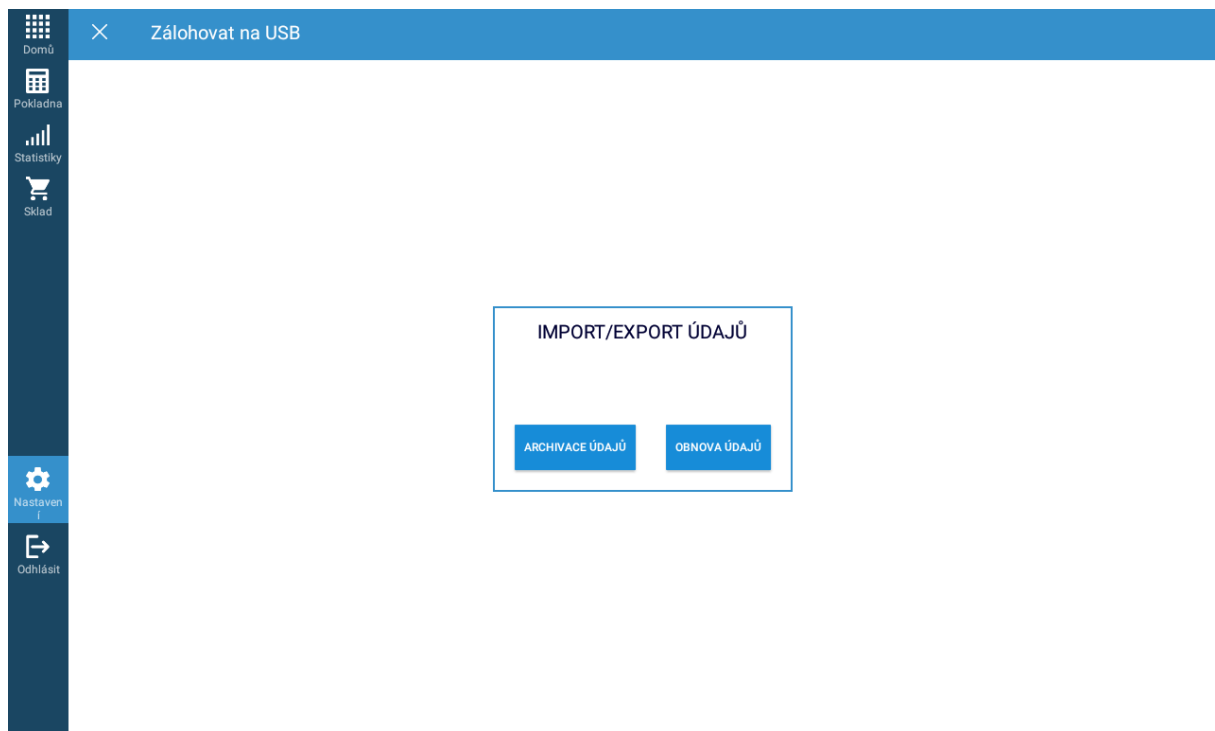 Domů
Zálohovat na USB
Pokladna
Statistiky
Sklad
IMPORT/EXPORT ÚDAJŮ
ARCHIVACE ÚDAJŮ
OBNOVA ÚDAJŮ
Nastaven
í
Odhlásit